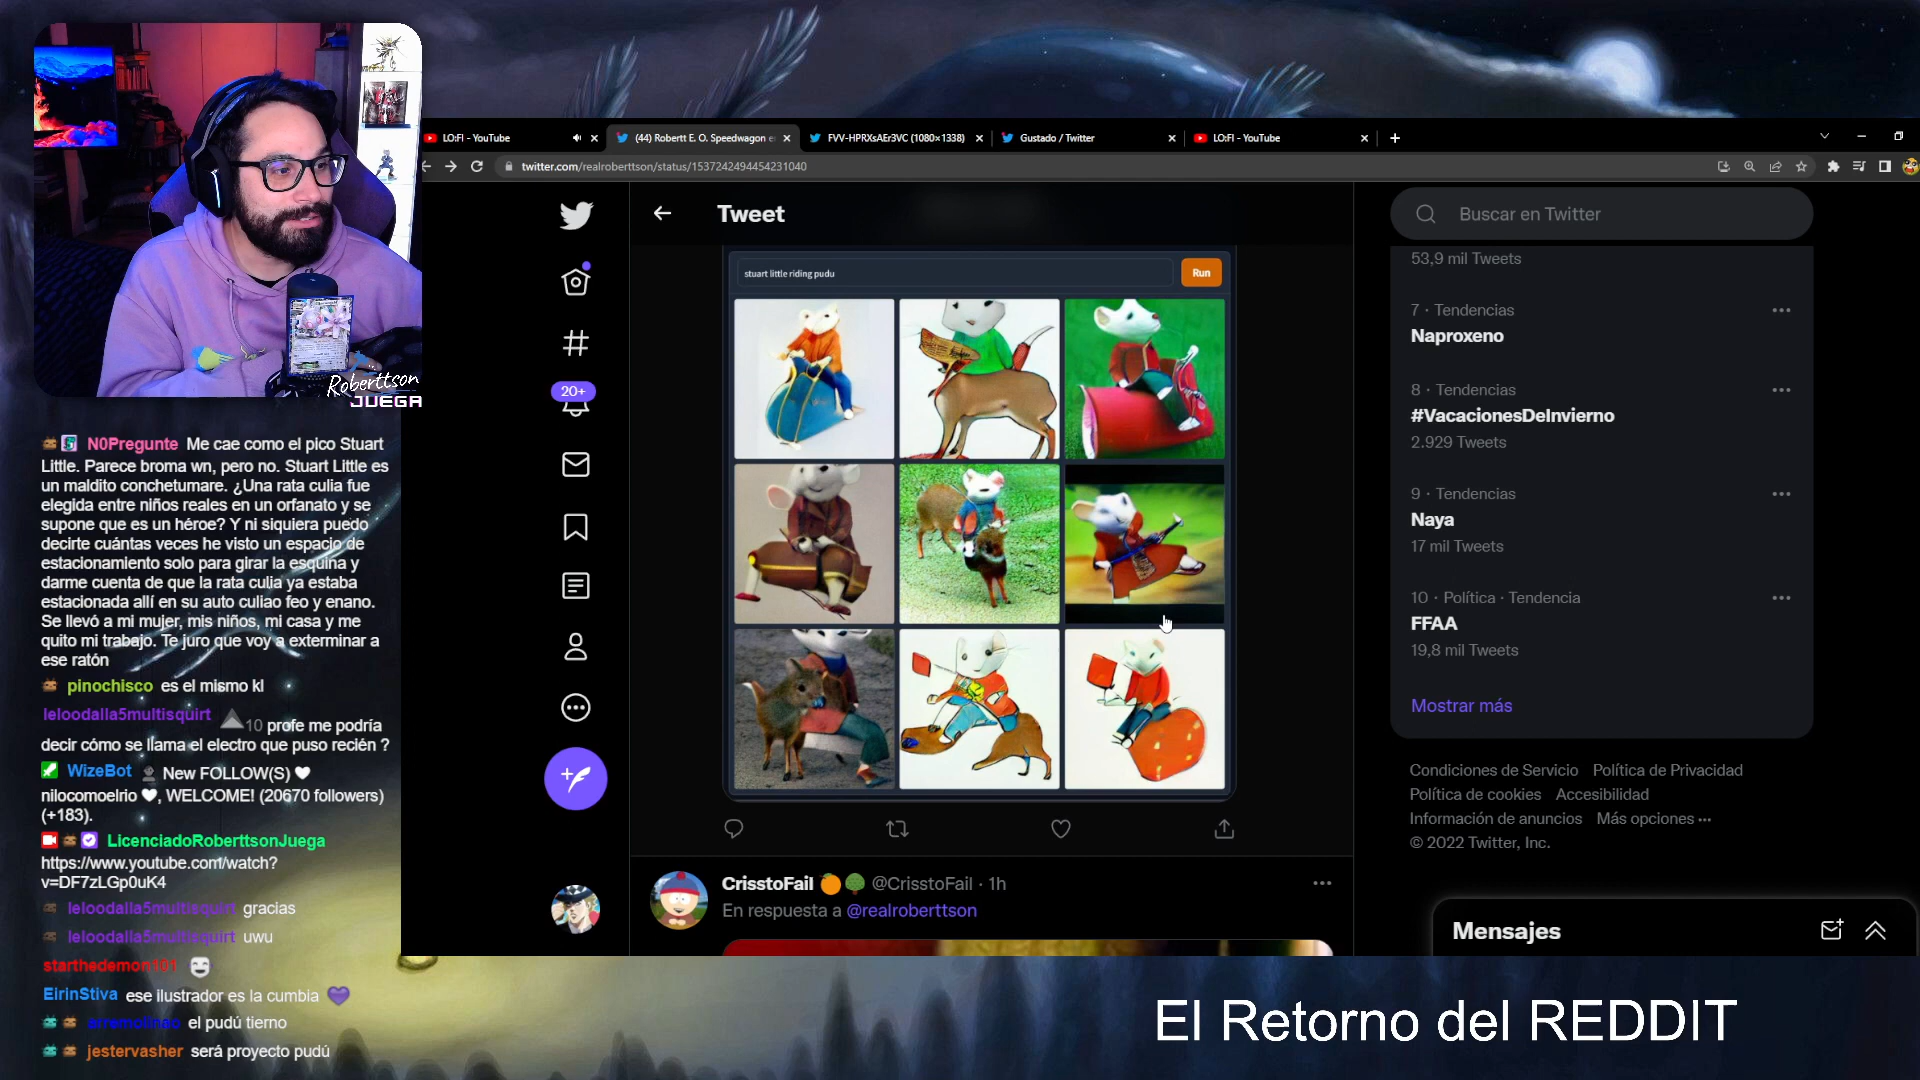 Roberttson
JUEGA
N0Pregunte Me cae como el pico Stuart
Little. Parece broma wn, pero no. Stuart Little es
un maldito conchetumare. ¿Una rata culia fue
elegida entre niños reales en un orfanato y se
supone que es un héroe? Y ni siquiera puedo
decirte cuántas veces he visto un espacio de
estacionamiento solo para girar la esquina y
darme cuenta de que la rata culia ya estaba
estacionada allí en su auto culiao feo y enano.
Se llevó a mi mujer, mis niños, mi casa y me
quito mi trabajo. Te juro que voy a exterminar a
ese ratón
pinochisco es el mismo kl
leloodalla5multisquirt 10 profe me podría
decir cómo se llama el electro que puso recién ?
WizeBot New FOLLOW(S)
nilocomoelrio , WELCOME! (20670 followers)
(+183).
LicenciadoRoberttsonJuega
https://www.youtube.com/watch?
v=DF7zLGp0uK4
leloodalla5multisquirt gracias
leloodalla5multisquirt uwu
starthedemon101
ElrinStiva ese ilustrador es la cumbia
el pudú tierno
jestervasher será proyecto pudú
LO:FI - YouTube
(44) Robertt E. O. Speedwagon e
FVV-HPRXsAEr3VC (1080×1338)
Gustado / Twitter
LO:FI - YouTube
twitter.com/realroberttson/status/1537242494454231040
20+
Tweet
stuart little riding pudu
Run
CrisstoFail @CrisstoFail · 1h
En respuesta a @realroberttson
Buscar en Twitter
53,9 mil Tweets
7 · Tendencias
Naproxeno
8 · Tendencias
#VacacionesDeInvierno
2.929 Tweets
9 · Tendencias
Naya
17 mil Tweets
10 · Política · Tendencia
FFAA
19,8 mil Tweets
Mostrar más
Condiciones de Servicio Política de Privacidad
Política de cookies Accesibilidad
Información de anuncios Más opciones ···
© 2022 Twitter, Inc.
Mensajes
El Retorno del REDDIT